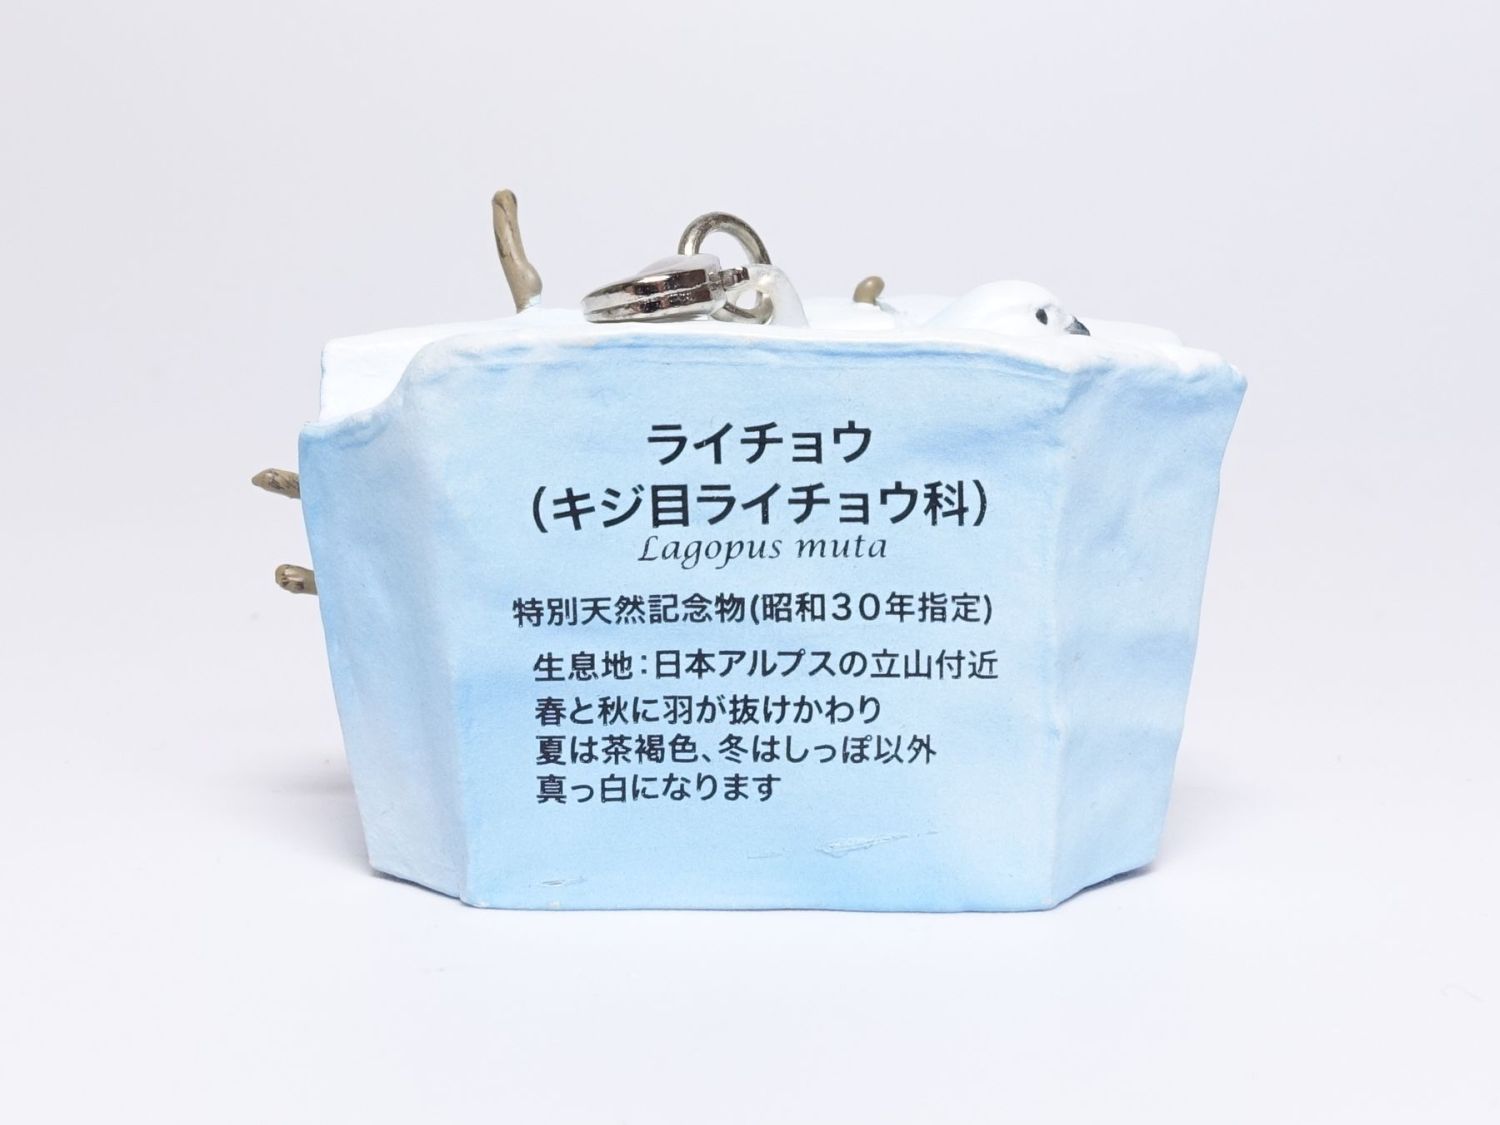 ライチョウ
(キジ目ライチョウ科)
Lagopus muta
特別天然記念物(昭和30年指定)
生息地：日本アルプスの立山付近
春と秋に羽が抜けかわり
夏は茶褐色、冬はしっぽ以外
真っ白になります